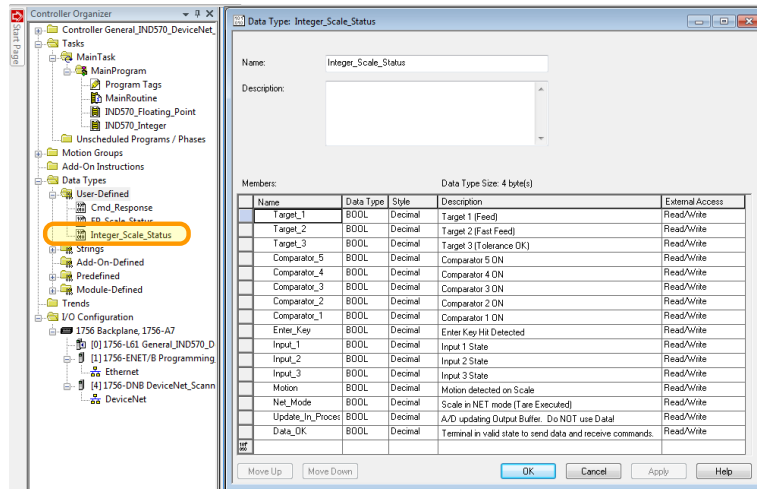 Start Page
Controller Organizer
Controller General_IND570_DeviceNet_
Tasks
MainTask
MainProgram
Program Tags
MainRoutine
IND570_Floating_Point
IND570_Integer
Unscheduled Programs / Phases
Motion Groups
Add-On Instructions
Data Types
User-Defined
Cmd_Response
FP_Scale_Status
Integer_Scale_Status
Strings
Add-On-Defined
Predefined
Module-Defined
Trends
I/O Configuration
1756 Backplane, 1756-A7
[0] 1756-L61 General_IND570_D
[1] 1756-ENET/B Programming_
Ethernet
[4] 1756-DNB DeviceNet_Scann
DeviceNet
Data Type: Integer_Scale_Status
Name: Integer_Scale_Status
Description:
Members: Data Type Size: 4 byte(s)
Name Data Type Style Description External Access
Target_1 BOOL Decimal Target 1 (Feed) Read/Write
Target_2 BOOL Decimal Target 2 (Fast Feed) Read/Write
Target_3 BOOL Decimal Target 3 (Tolerance OK) Read/Write
Comparator_5 BOOL Decimal Comparator 5 ON Read/Write
Comparator_4 BOOL Decimal Comparator 4 ON Read/Write
Comparator_3 BOOL Decimal Comparator 3 ON Read/Write
Comparator_2 BOOL Decimal Comparator 2 ON Read/Write
Comparator_1 BOOL Decimal Comparator 1 ON Read/Write
Enter_Key BOOL Decimal Enter Key Hit Detected Read/Write
Input_1 BOOL Decimal Input 1 State Read/Write
Input_2 BOOL Decimal Input 2 State Read/Write
Input_3 BOOL Decimal Input 3 State Read/Write
Motion BOOL Decimal Motion detected on Scale Read/Write
Net_Mode BOOL Decimal Scale in NET mode (Tare Executed) Read/Write
Update_In_Proces BOOL Decimal A/D updating Output Buffer. Do NOT use Data! Read/Write
Data_OK BOOL Decimal Terminal in valid state to send data and receive commands. Read/Write
Move Up Move Down OK Cancel Apply Help